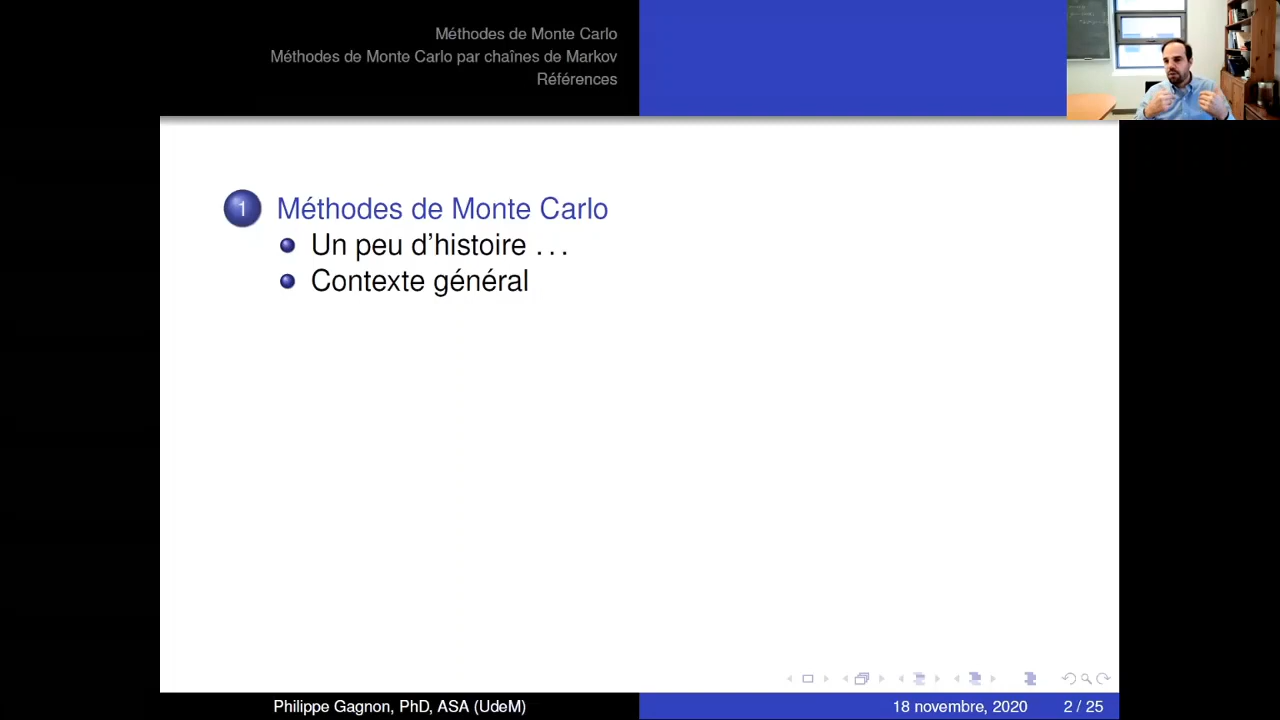 Méthodes de Monte Carlo
Méthodes de Monte Carlo par chaînes de Markov
Références
1 Méthodes de Monte Carlo
Un peu d'histoire ...
Contexte général
Philippe Gagnon, PhD, ASA (UdeM)
18 novembre, 2020 2 / 25